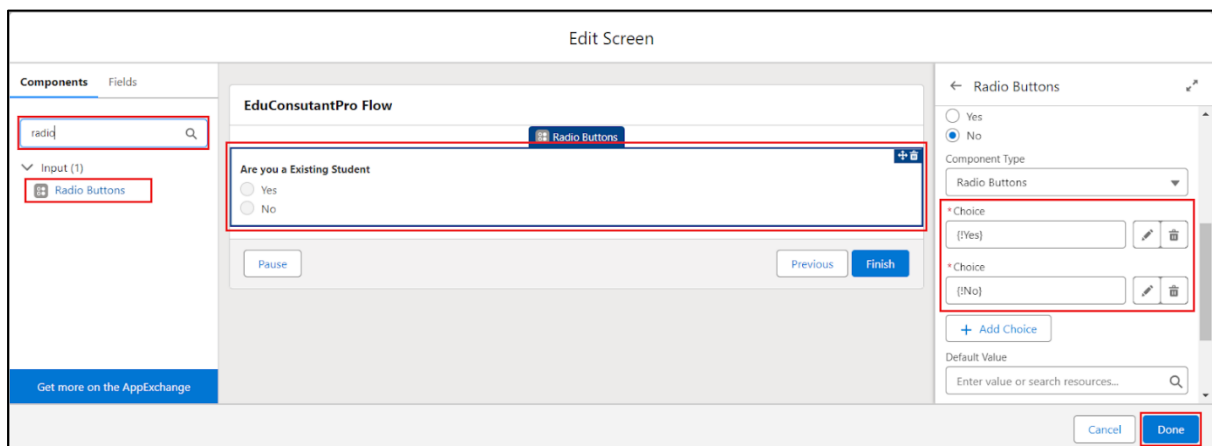 Edit Screen
Components Fields
radio
Input (1)
Radio Buttons
Get more on the AppExchange
EduConsutantPro Flow
Radio Buttons
Are you a Existing Student
Yes
No
Pause
Previous
Finish
Radio Buttons
Yes
No
Component Type
Radio Buttons
*Choice
{!Yes}
*Choice
{!No}
+ Add Choice
Default Value
Enter value or search resources...
Cancel
Done